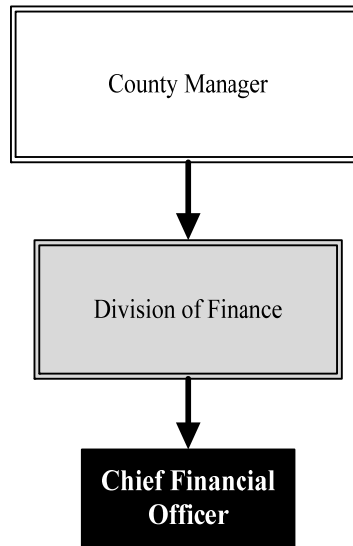 County Manager
Division of Finance
Chief Financial
Officer